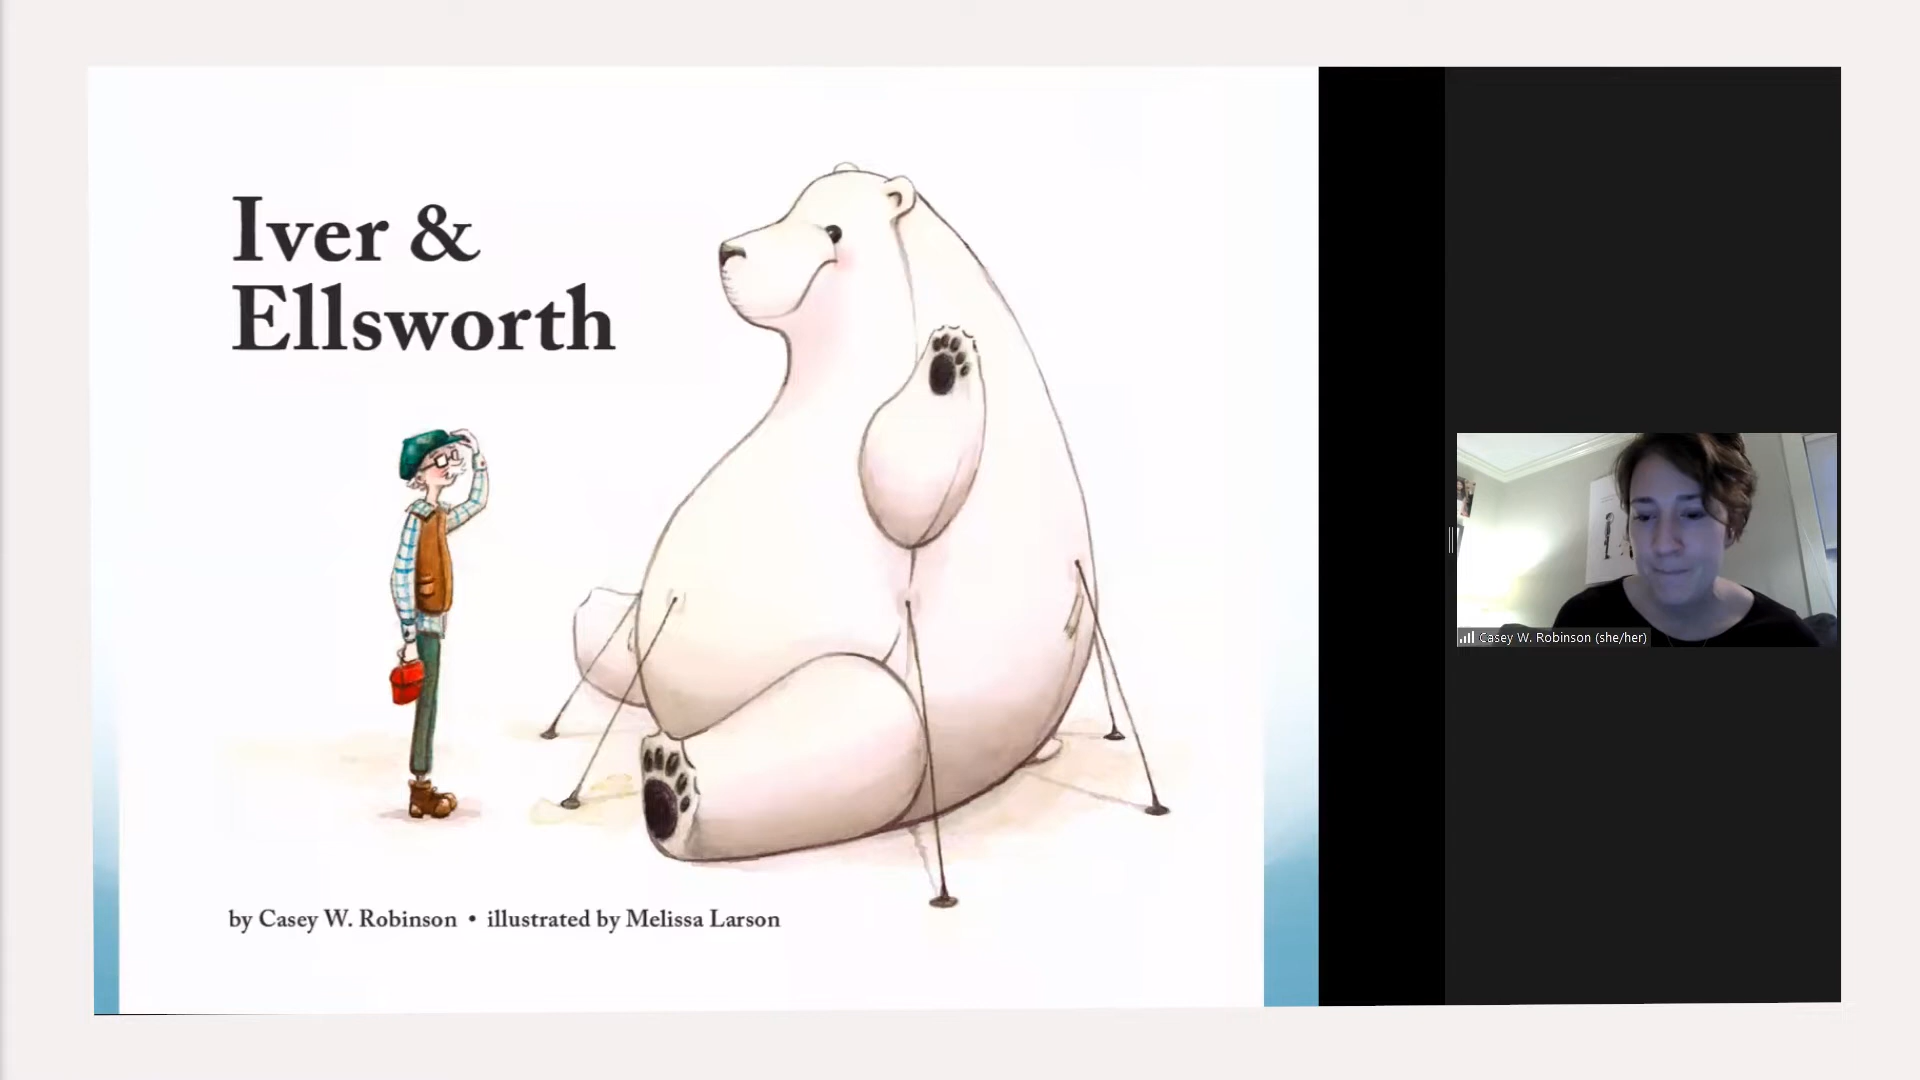 Iver &
Ellsworth
by Casey W. Robinson • illustrated by Melissa Larson
Casey W. Robinson (she/her)